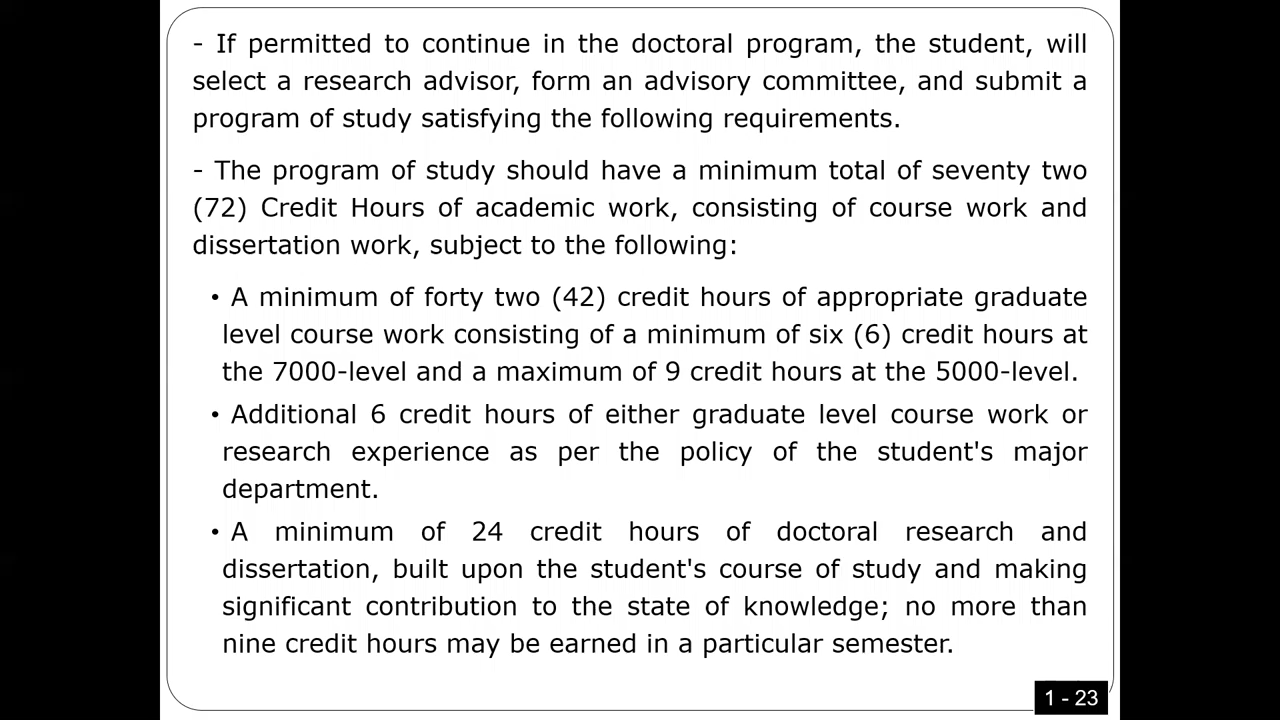 - If permitted to continue in the doctoral program, the student, will
select a research advisor, form an advisory committee, and submit a
program of study satisfying the following requirements.
- The program of study should have a minimum total of seventy two
(72) Credit Hours of academic work, consisting of course work and
dissertation work, subject to the following:
• A minimum of forty two (42) credit hours of appropriate graduate
level course work consisting of a minimum of six (6) credit hours at
the 7000-level and a maximum of 9 credit hours at the 5000-level.
• Additional 6 credit hours of either graduate level course work or
research experience as per the policy of the student's major
department.
• A minimum of 24 credit hours of doctoral research and
dissertation, built upon the student's course of study and making
significant contribution to the state of knowledge; no more than
nine credit hours may be earned in a particular semester.
1 - 23